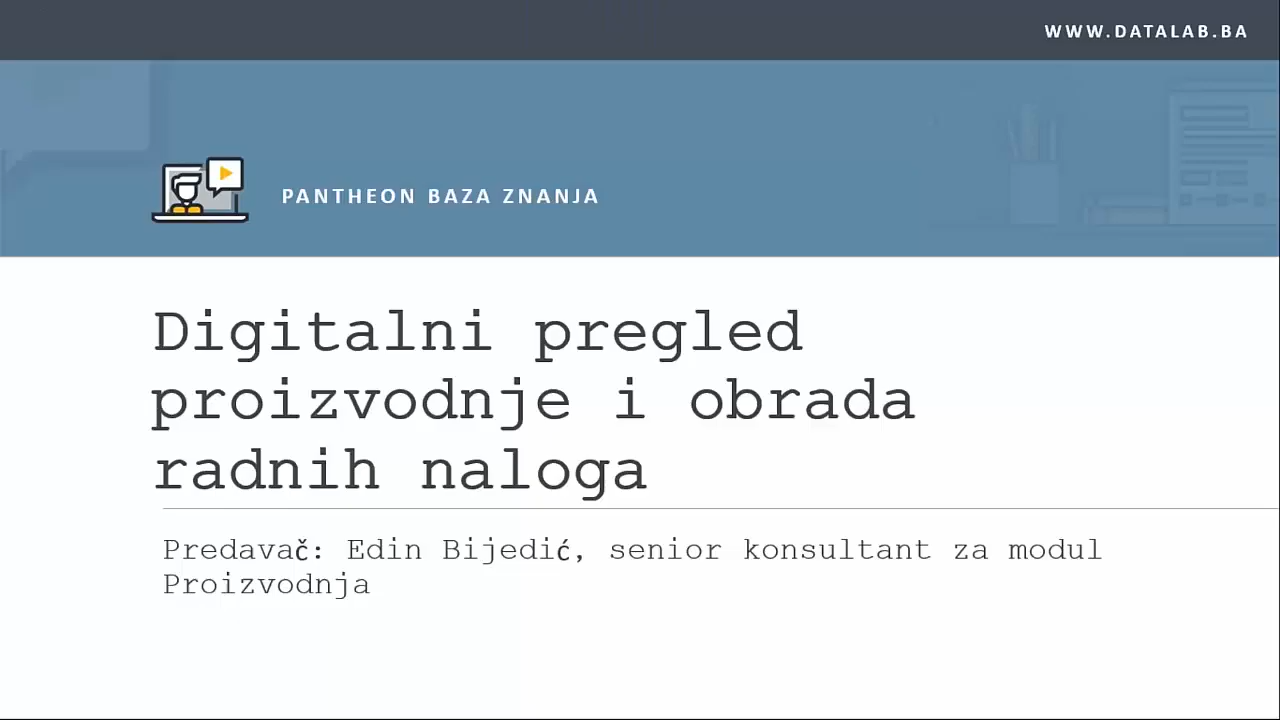 WWW.DATALAB.BA
PANTHEON BAZA ZNANJA
Digitalni pregled
proizvodnje i obrada
radnih naloga
Predavač: Edin Bijedić, senior konsultant za modul
Proizvodnja